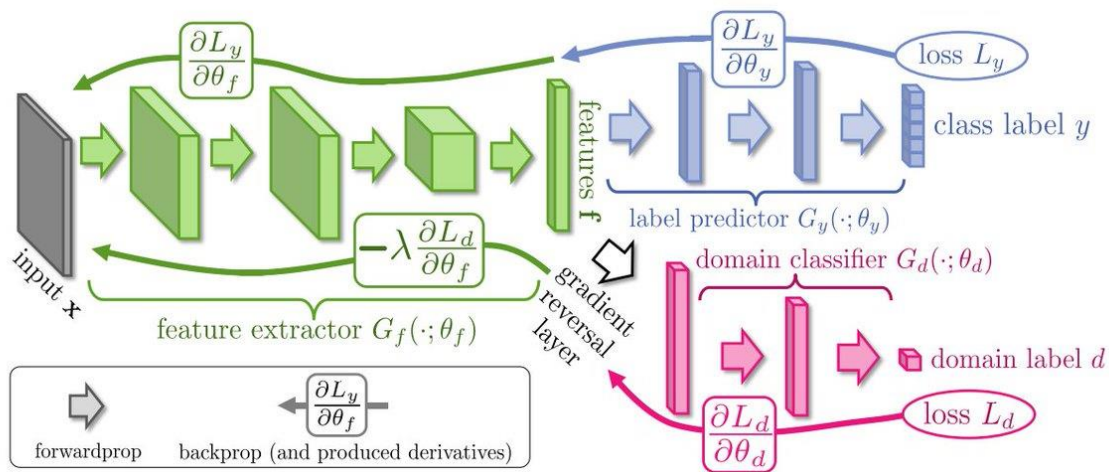 ∂L_y
∂θ_f
∂L_y
∂θ_y
loss L_y
input x
features f
class label y
label predictor G_y(·; θ_y)
−λ ∂L_d
∂θ_f
feature extractor G_f(·; θ_f)
gradient
reversal
layer
domain classifier G_d(·; θ_d)
domain label d
∂L_d
∂θ_d
loss L_d
forwardprop
∂L_y
∂θ_f
backprop (and produced derivatives)